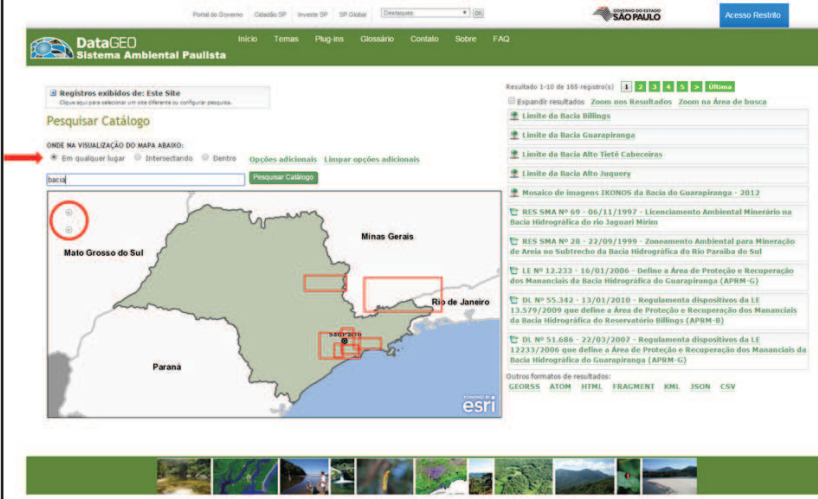 Portal do Governo Cidadão SP Investe SP SP Global Destaques: OK
GOVERNO DO ESTADO
SÃO PAULO
Acesso Restrito
DataGEO
Sistema Ambiental Paulista
Início Temas Plug-ins Glossário Contato Sobre FAQ
Registros exibidos de: Este Site
Clique aqui para selecionar um site diferente ou configurar pesquisa.
Pesquisar Catálogo
ONDE NA VISUALIZAÇÃO DO MAPA ABAIXO:
Em qualquer lugar Intersectando Dentro Opções adicionais Limpar opções adicionais
bacia Pesquisar Catálogo
Minas Gerais
Mato Grosso do Sul
Rio de Janeiro
São Paulo
Paraná
esri
Resultado 1-10 de 165 registro(s) 1 2 3 4 5 > Última
Expandir resultados Zoom nos Resultados Zoom na Área de busca
Limite da Bacia Billings
Limite da Bacia Guarapiranga
Limite da Bacia Alto Tietê Cabeceiras
Limite da Bacia Alto Juquery
Mosaico de imagens IKONOS da Bacia do Guarapiranga - 2012
RES SMA Nº 69 - 06/11/1997 - Licenciamento Ambiental Minerário na
Bacia Hidrográfica do rio Jaguari Mirim
RES SMA Nº 28 - 22/09/1999 - Zoneamento Ambiental para Mineração
de Areia no Subtrecho da Bacia Hidrográfica do Rio Paraíba do Sul
LE Nº 12.233 - 16/01/2006 - Define a Área de Proteção e Recuperação
dos Mananciais da Bacia Hidrográfica do Guarapiranga (APRM-G)
DL Nº 55.342 - 13/01/2010 - Regulamenta dispositivos da LE
13.579/2009 que define a Área de Proteção e Recuperação dos Mananciais
da Bacia Hidrográfica do Reservatório Billings (APRM-B)
DL Nº 51.686 - 22/03/2007 - Regulamenta dispositivos da LE
12233/2006 que define a Área de Proteção e Recuperação dos Mananciais da
Bacia Hidrográfica do Guarapiranga (APRM-G)
Outros formatos de resultados:
GEORSS ATOM HTML FRAGMENT KML JSON CSV